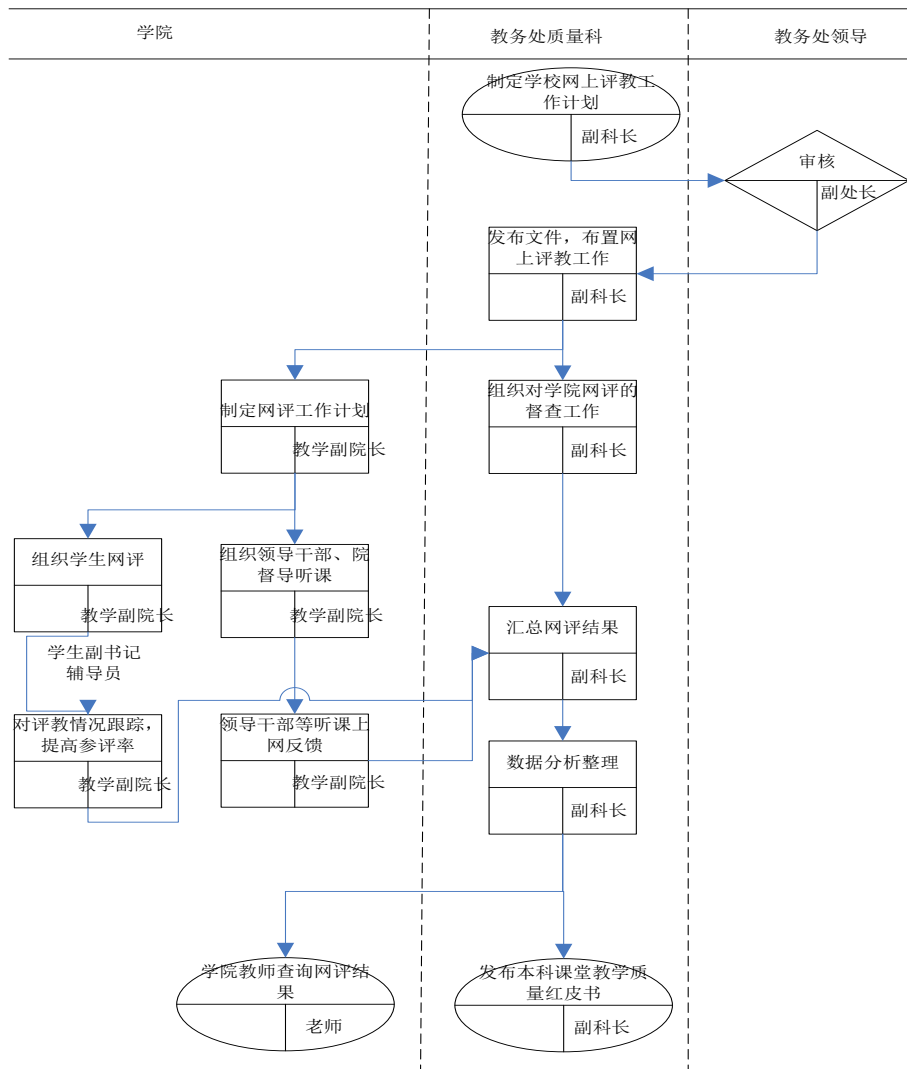 学院
教务处质量科
教务处领导
制定学校网上评教工
作计划
副科长
审核
副处长
发布文件，布置网
上评教工作
副科长
制定网评工作计划
教学副院长
组织对学院网评的
督查工作
副科长
组织学生网评
教学副院长
组织领导干部、院
督导听课
教学副院长
学生副书记
辅导员
汇总网评结果
副科长
对评教情况跟踪，
提高参评率
教学副院长
领导干部等听课上
网反馈
教学副院长
数据分析整理
副科长
学院教师查询网评结
果
老师
发布本科课堂教学质
量红皮书
副科长